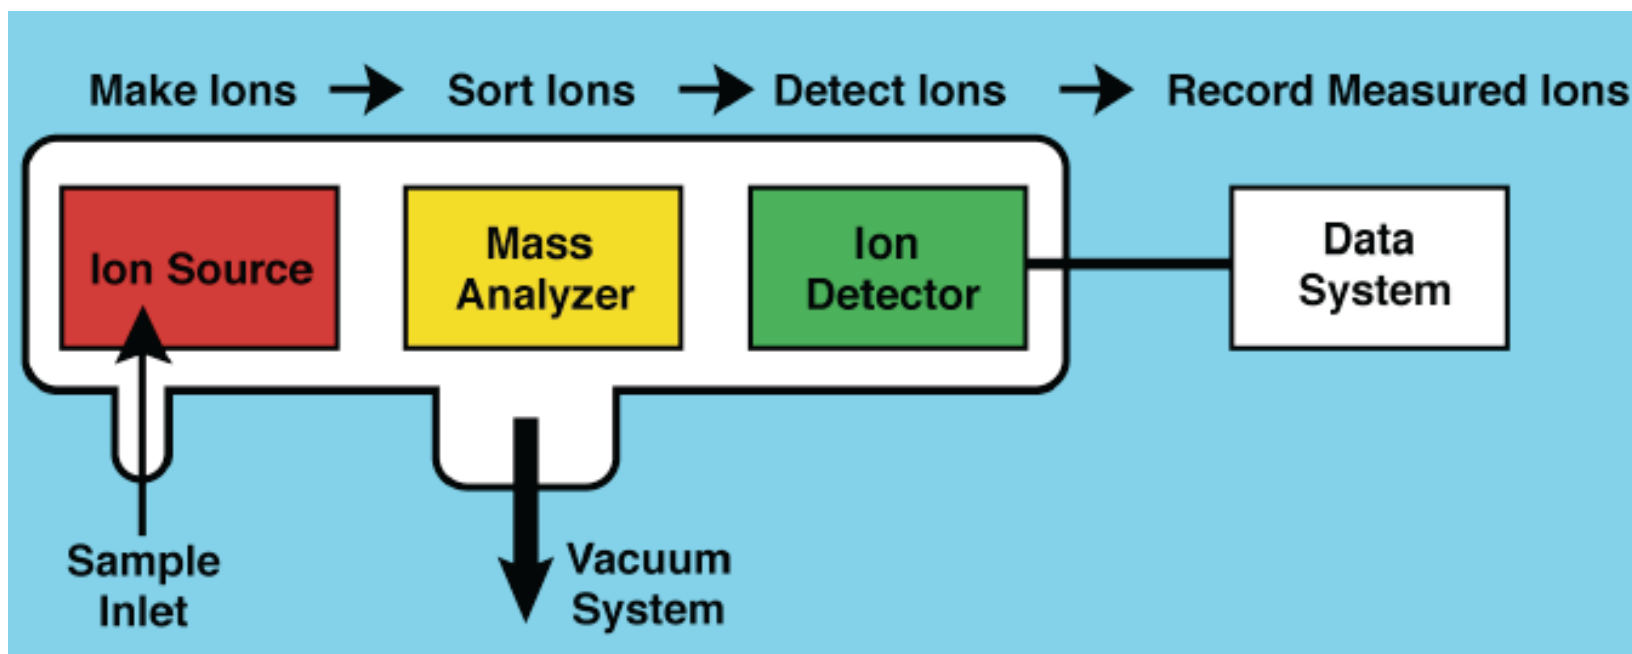 Make Ions → Sort Ions → Detect Ions → Record Measured Ions
Ion Source
Mass
Analyzer
Ion
Detector
Data
System
Sample
Inlet
Vacuum
System